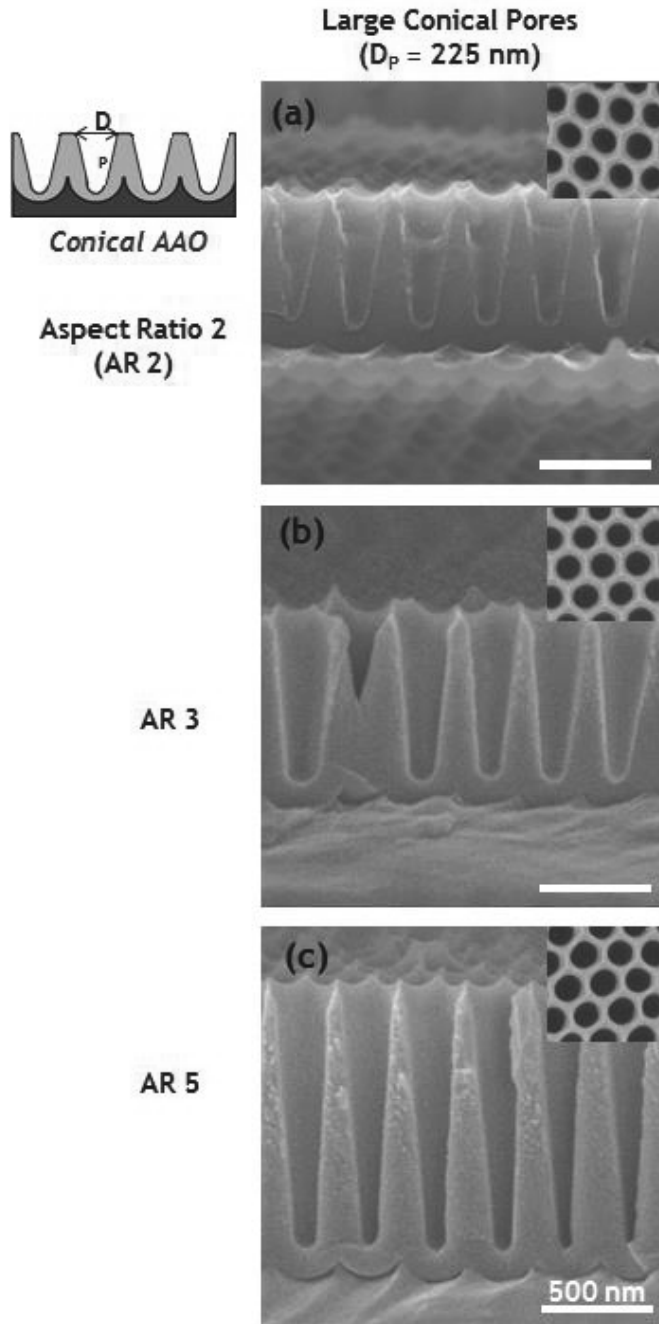 Large Conical Pores
(Dₚ = 225 nm)
(a)
D
P
Conical AAO
Aspect Ratio 2
(AR 2)
(b)
AR 3
(c)
AR 5
500 nm